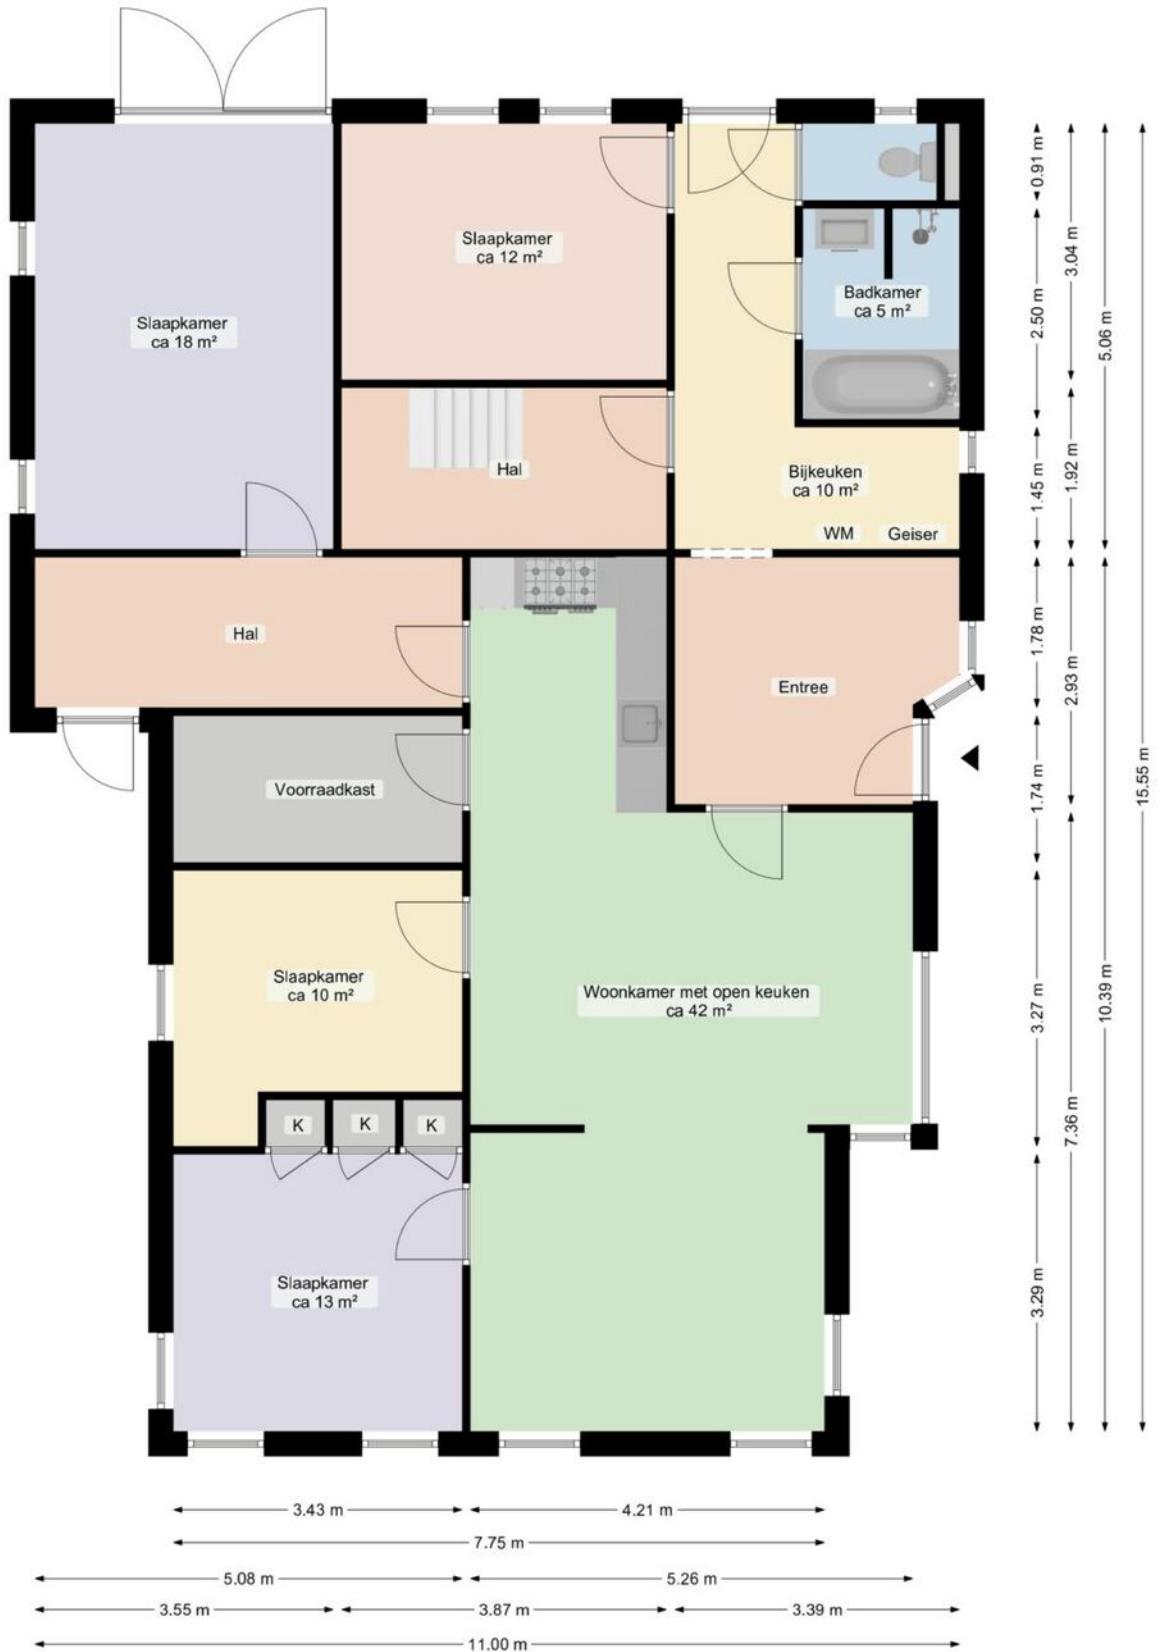 Slaapkamer
ca 18 m²
Slaapkamer
ca 12 m²
Badkamer
ca 5 m²
Hal
Bijkeuken
ca 10 m²
WM
Geiser
Hal
Entree
Voorraadkast
Slaapkamer
ca 10 m²
Woonkamer met open keuken
ca 42 m²
K
K
K
Slaapkamer
ca 13 m²
0.91 m
2.50 m
1.45 m
1.78 m
1.74 m
3.27 m
3.29 m
3.04 m
1.92 m
2.93 m
7.36 m
5.06 m
10.39 m
15.55 m
3.43 m
4.21 m
7.75 m
5.08 m
5.26 m
3.55 m
3.87 m
3.39 m
11.00 m